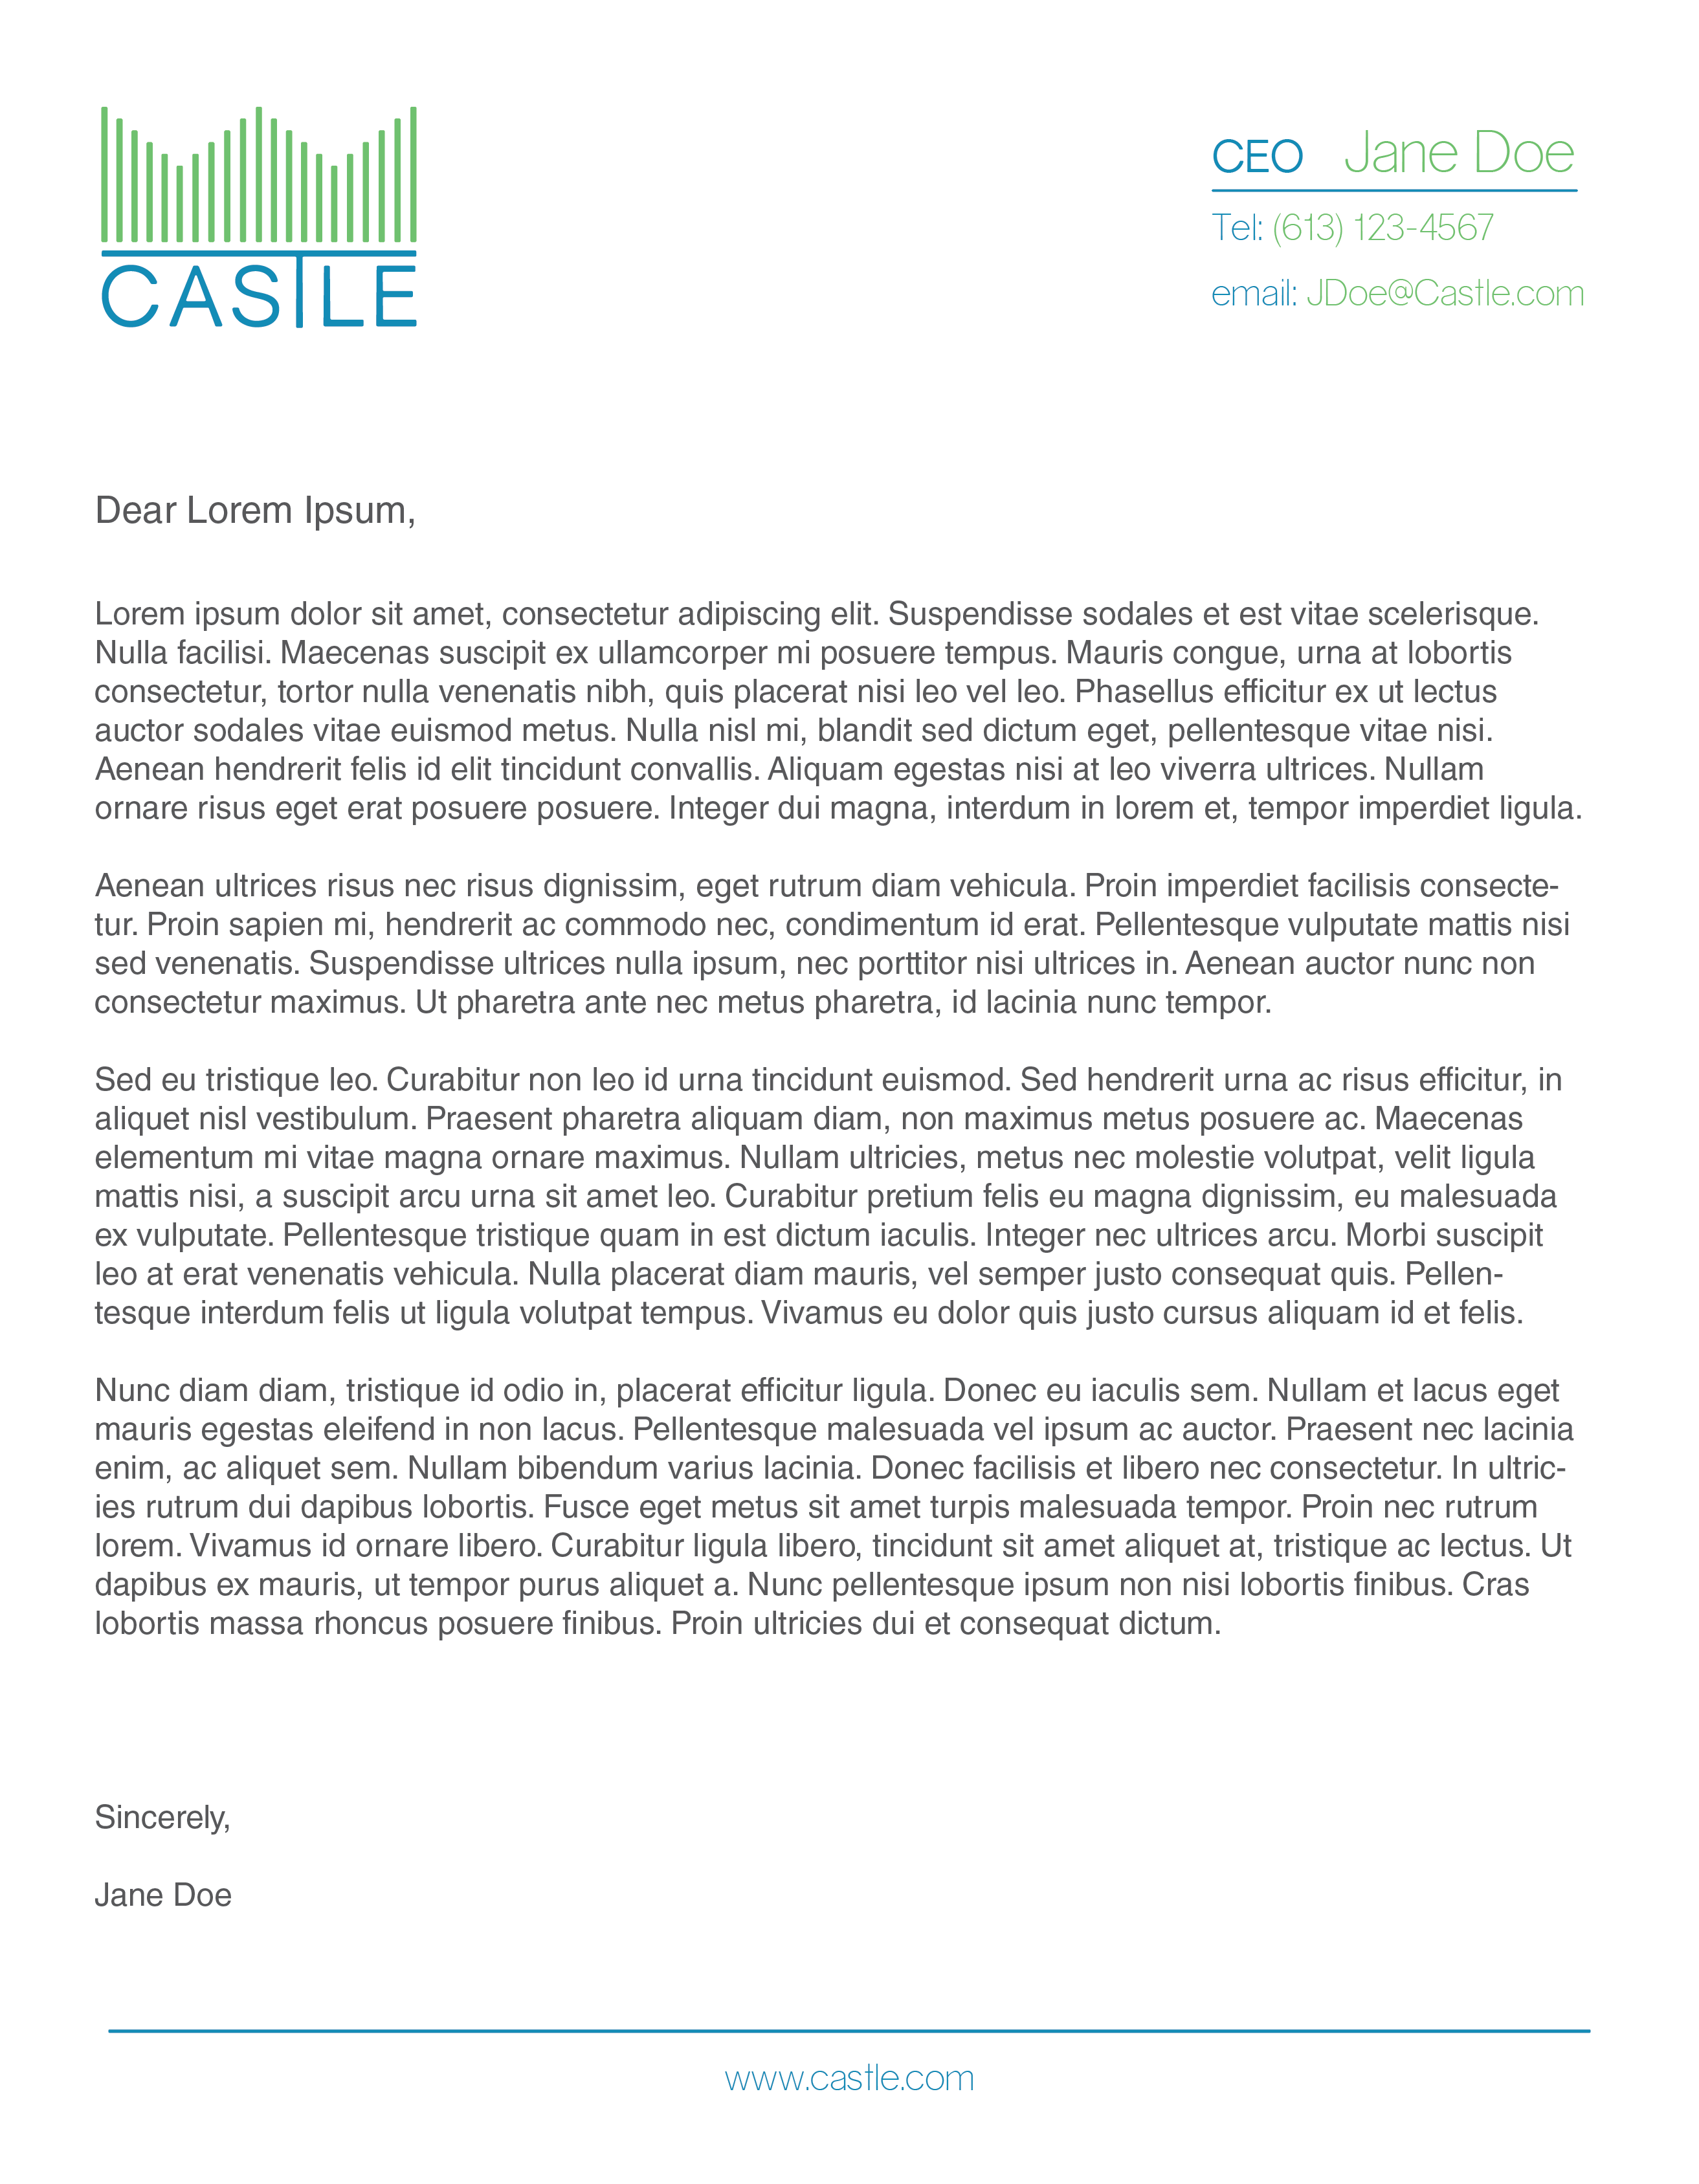 CASTLE
CEO Jane Doe
Tel: (613) 123-4567
email: JDoe@Castle.com
Dear Lorem Ipsum,
Lorem ipsum dolor sit amet, consectetur adipiscing elit. Suspendisse sodales et est vitae scelerisque.
Nulla facilisi. Maecenas suscipit ex ullamcorper mi posuere tempus. Mauris congue, urna at lobortis
consectetur, tortor nulla venenatis nibh, quis placerat nisi leo vel leo. Phasellus efficitur ex ut lectus
auctor sodales vitae euismod metus. Nulla nisl mi, blandit sed dictum eget, pellentesque vitae nisi.
Aenean hendrerit felis id elit tincidunt convallis. Aliquam egestas nisi at leo viverra ultrices. Nullam
ornare risus eget erat posuere posuere. Integer dui magna, interdum in lorem et, tempor imperdiet ligula.
Aenean ultrices risus nec risus dignissim, eget rutrum diam vehicula. Proin imperdiet facilisis consecte-
tur. Proin sapien mi, hendrerit ac commodo nec, condimentum id erat. Pellentesque vulputate mattis nisi
sed venenatis. Suspendisse ultrices nulla ipsum, nec porttitor nisi ultrices in. Aenean auctor nunc non
consectetur maximus. Ut pharetra ante nec metus pharetra, id lacinia nunc tempor.
Sed eu tristique leo. Curabitur non leo id urna tincidunt euismod. Sed hendrerit urna ac risus efficitur, in
aliquet nisl vestibulum. Praesent pharetra aliquam diam, non maximus metus posuere ac. Maecenas
elementum mi vitae magna ornare maximus. Nullam ultricies, metus nec molestie volutpat, velit ligula
mattis nisi, a suscipit arcu urna sit amet leo. Curabitur pretium felis eu magna dignissim, eu malesuada
ex vulputate. Pellentesque tristique quam in est dictum iaculis. Integer nec ultrices arcu. Morbi suscipit
leo at erat venenatis vehicula. Nulla placerat diam mauris, vel semper justo consequat quis. Pellen-
tesque interdum felis ut ligula volutpat tempus. Vivamus eu dolor quis justo cursus aliquam id et felis.
Nunc diam diam, tristique id odio in, placerat efficitur ligula. Donec eu iaculis sem. Nullam et lacus eget
mauris egestas eleifend in non lacus. Pellentesque malesuada vel ipsum ac auctor. Praesent nec lacinia
enim, ac aliquet sem. Nullam bibendum varius lacinia. Donec facilisis et libero nec consectetur. In ultric-
ies rutrum dui dapibus lobortis. Fusce eget metus sit amet turpis malesuada tempor. Proin nec rutrum
lorem. Vivamus id ornare libero. Curabitur ligula libero, tincidunt sit amet aliquet at, tristique ac lectus. Ut
dapibus ex mauris, ut tempor purus aliquet a. Nunc pellentesque ipsum non nisi lobortis finibus. Cras
lobortis massa rhoncus posuere finibus. Proin ultricies dui et consequat dictum.
Sincerely,
Jane Doe
www.castle.com